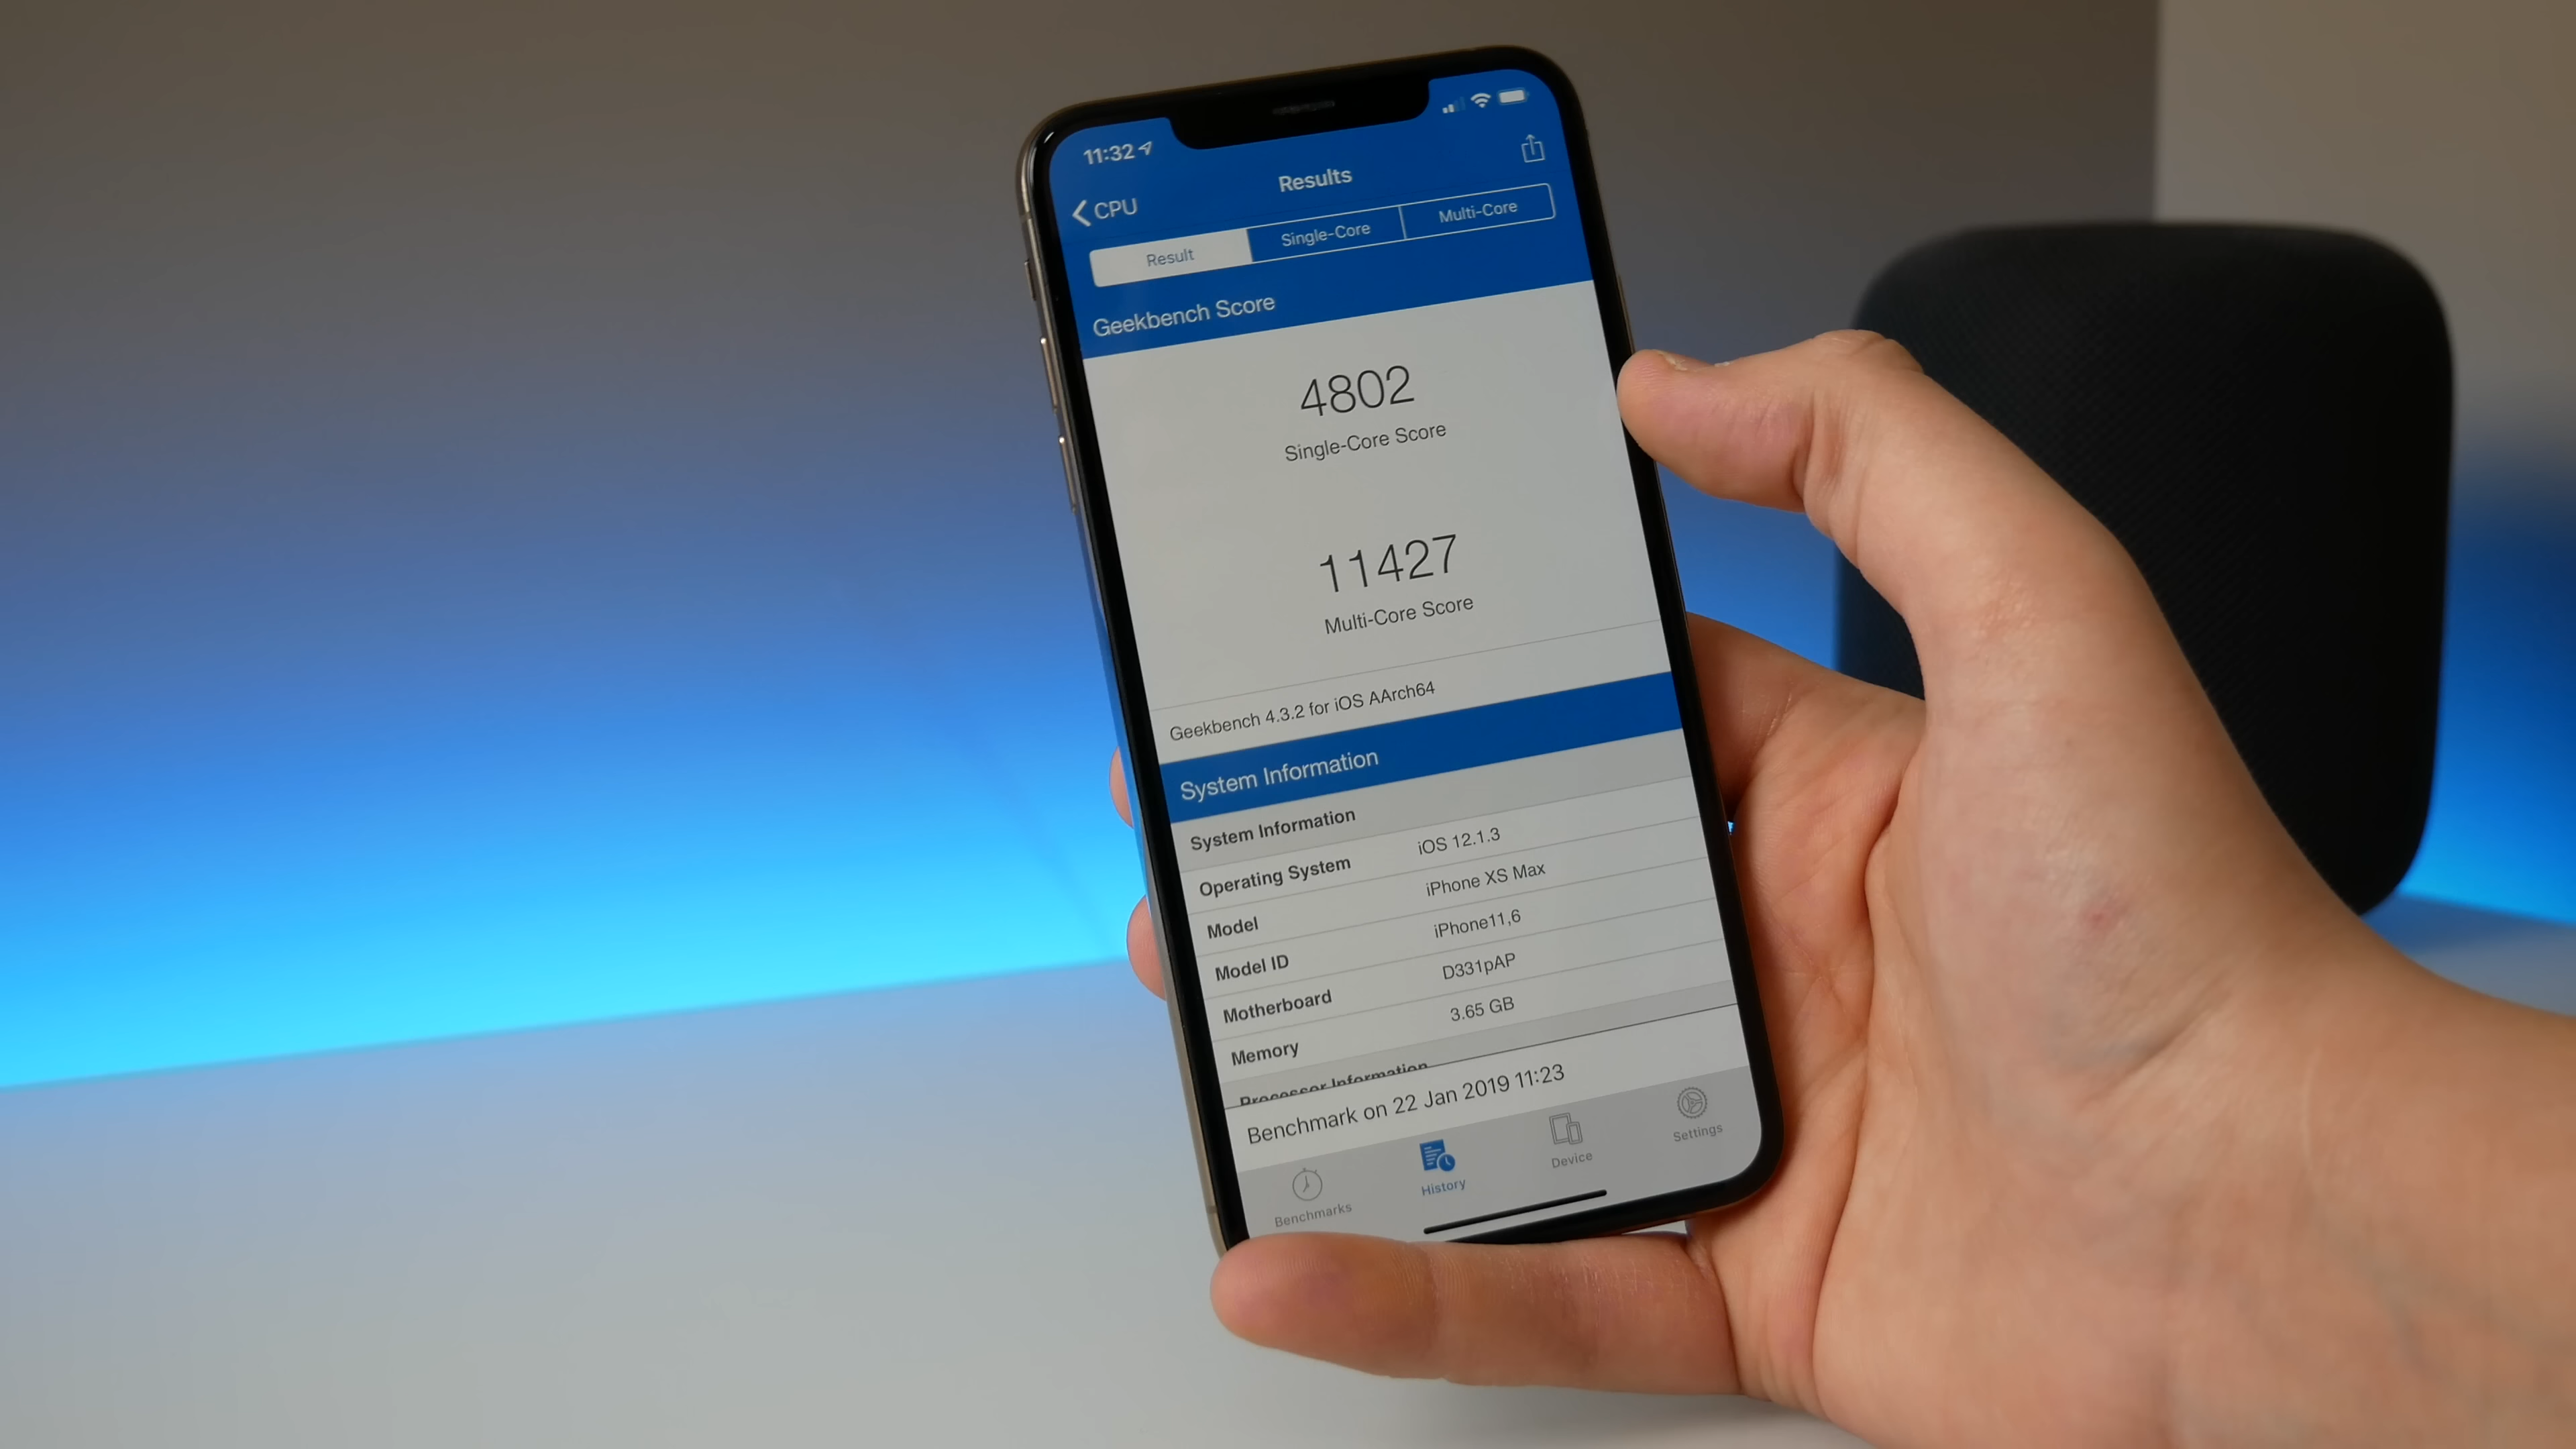 11:32
CPU
Results
Result
Single-Core
Multi-Core
Geekbench Score
4802
Single-Core Score
11427
Multi-Core Score
Geekbench 4.3.2 for iOS AArch64
System Information
System Information
Operating System iOS 12.1.3
Model iPhone XS Max
Model ID iPhone11,6
Motherboard D331pAP
Memory 3.65 GB
Processor Information
Benchmark on 22 Jan 2019 11:23
Benchmarks
History
Device
Settings